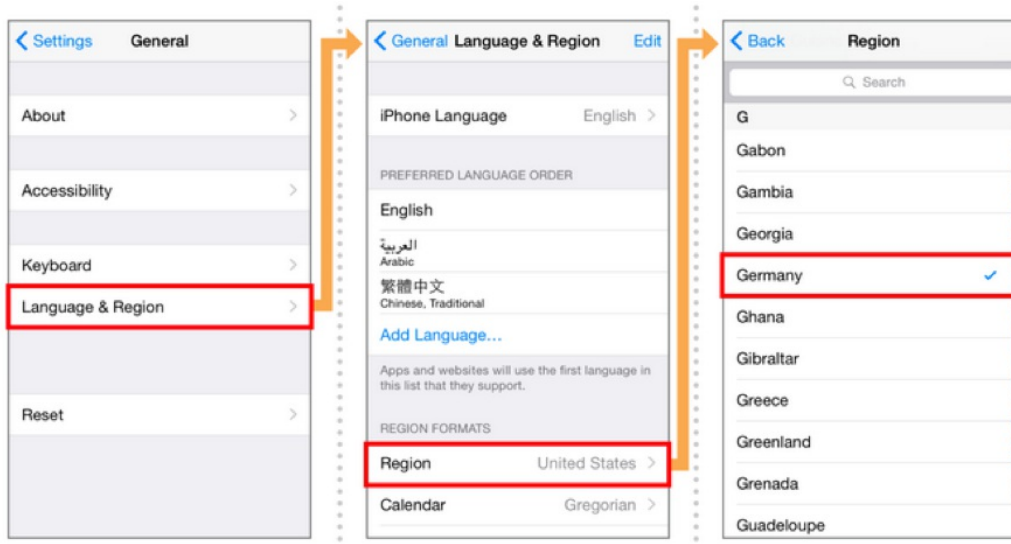 Settings General
About
Accessibility
Keyboard
Language & Region
Reset
General Language & Region Edit
iPhone Language English
PREFERRED LANGUAGE ORDER
English
العربية
Arabic
繁體中文
Chinese, Traditional
Add Language...
Apps and websites will use the first language in
this list that they support.
REGION FORMATS
Region United States
Calendar Gregorian
Back Region
Search
G
Gabon
Gambia
Georgia
Germany
Ghana
Gibraltar
Greece
Greenland
Grenada
Guadeloupe